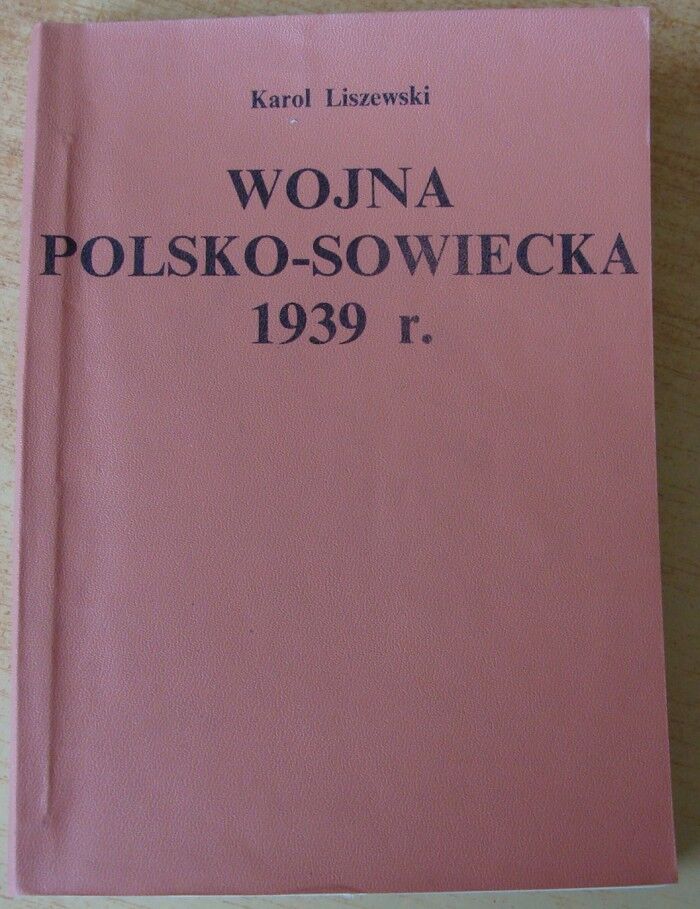 Karol Liszewski
WOJNA
POLSKO-SOWIECKA
1939 r.